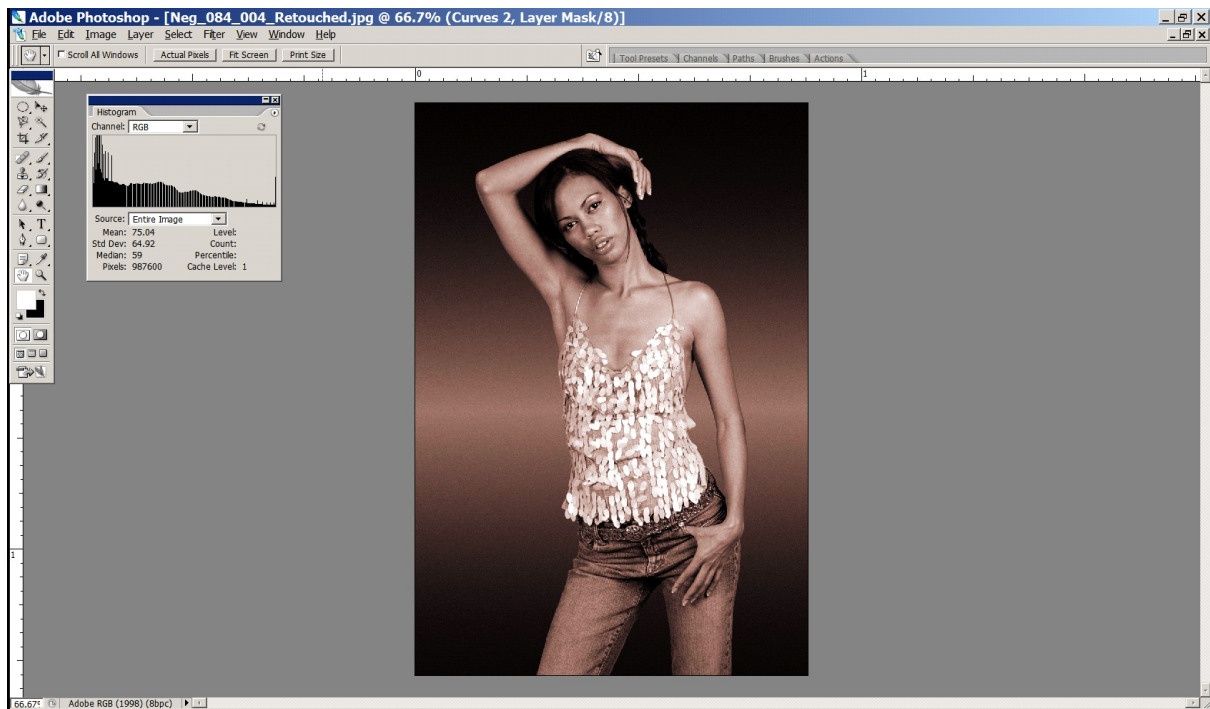 Adobe Photoshop - [Neg_084_004_Retouched.jpg @ 66.7% (Curves 2, Layer Mask/8)]
File Edit Image Layer Select Filter View Window Help
Scroll All Windows Actual Pixels Fit Screen Print Size Tool Presets Channels Paths Brushes Actions
0 1
Histogram
Channel: RGB
Source: Entire Image
Mean: 75.04 Level:
Std Dev: 64.92 Count:
Median: 59 Percentile:
Pixels: 987600 Cache Level: 1
1
Adobe RGB (1998) (8bpc)